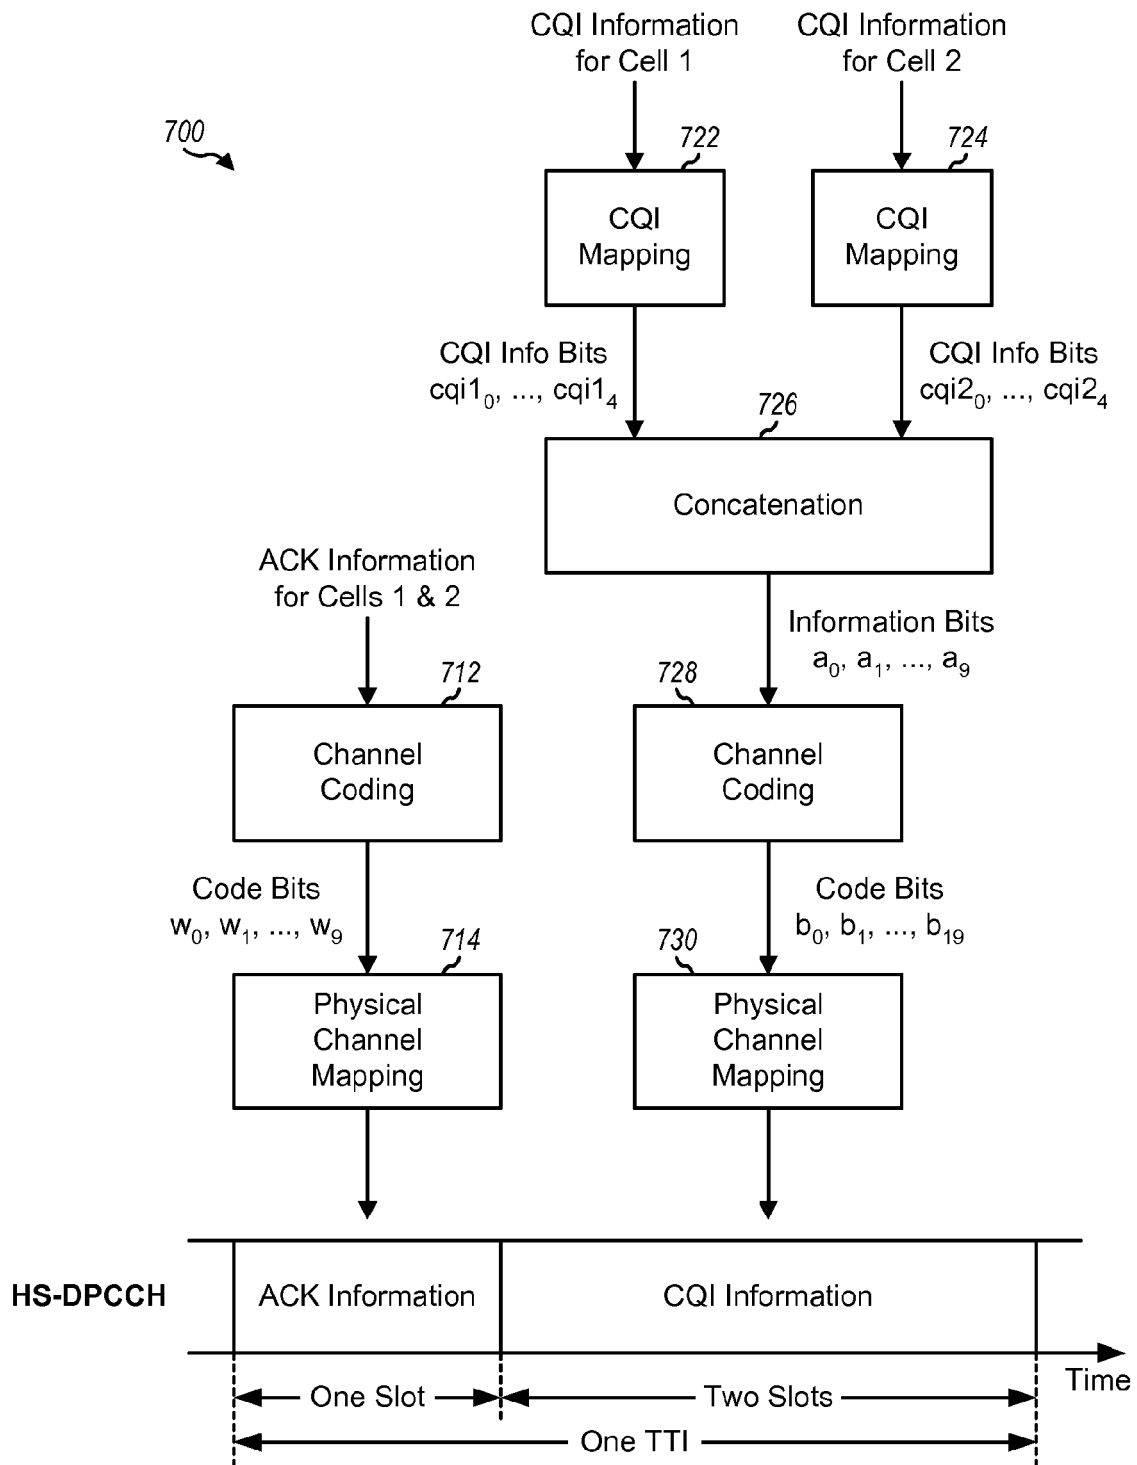 CQI Information
for Cell 1
CQI Information
for Cell 2
700
722
724
CQI
Mapping
CQI
Mapping
CQI Info Bits
cqi1₀, ..., cqi1₄
CQI Info Bits
cqi2₀, ..., cqi2₄
726
Concatenation
ACK Information
for Cells 1 & 2
Information Bits
a₀, a₁, ..., a₉
712
728
Channel
Coding
Channel
Coding
Code Bits
w₀, w₁, ..., w₉
Code Bits
b₀, b₁, ..., b₁₉
714
730
Physical
Channel
Mapping
Physical
Channel
Mapping
HS-DPCCH
ACK Information
CQI Information
Time
One Slot
Two Slots
One TTI